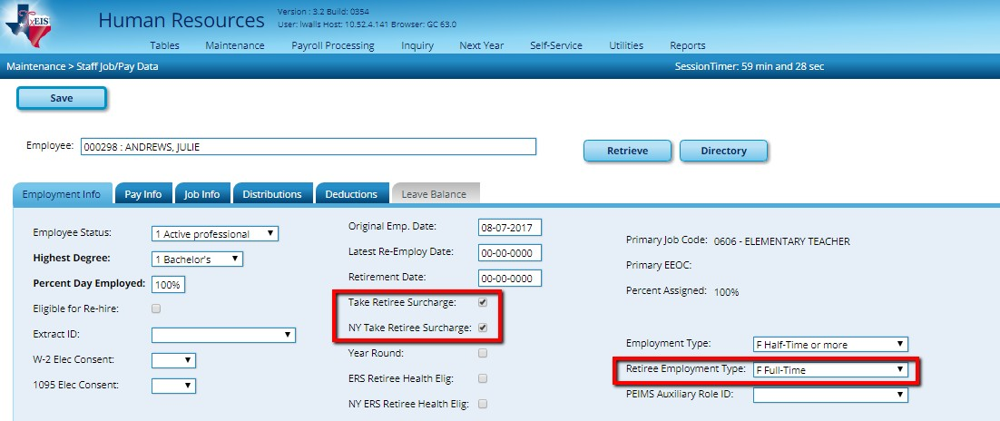 TxEIS
Human Resources
Version : 3.2 Build: 0354
User: lwalls Host: 10.52.4.141 Browser: GC 63.0
Tables Maintenance Payroll Processing Inquiry Next Year Self-Service Utilities Reports
Maintenance > Staff Job/Pay Data SessionTimer: 59 min and 28 sec
Save
Employee: 000298 : ANDREWS, JULIE Retrieve Directory
Employment Info Pay Info Job Info Distributions Deductions Leave Balance
Employee Status: 1 Active professional
Highest Degree: 1 Bachelor's
Percent Day Employed: 100%
Eligible for Re-hire:
Extract ID:
W-2 Elec Consent:
1095 Elec Consent:
Original Emp. Date: 08-07-2017
Latest Re-Employ Date: 00-00-0000
Retirement Date: 00-00-0000
Take Retiree Surcharge:
NY Take Retiree Surcharge:
Year Round:
ERS Retiree Health Elig:
NY ERS Retiree Health Elig:
Primary Job Code: 0606 - ELEMENTARY TEACHER
Primary EEOC:
Percent Assigned: 100%
Employment Type: F Half-Time or more
Retiree Employment Type: F Full-Time
PEIMS Auxiliary Role ID: